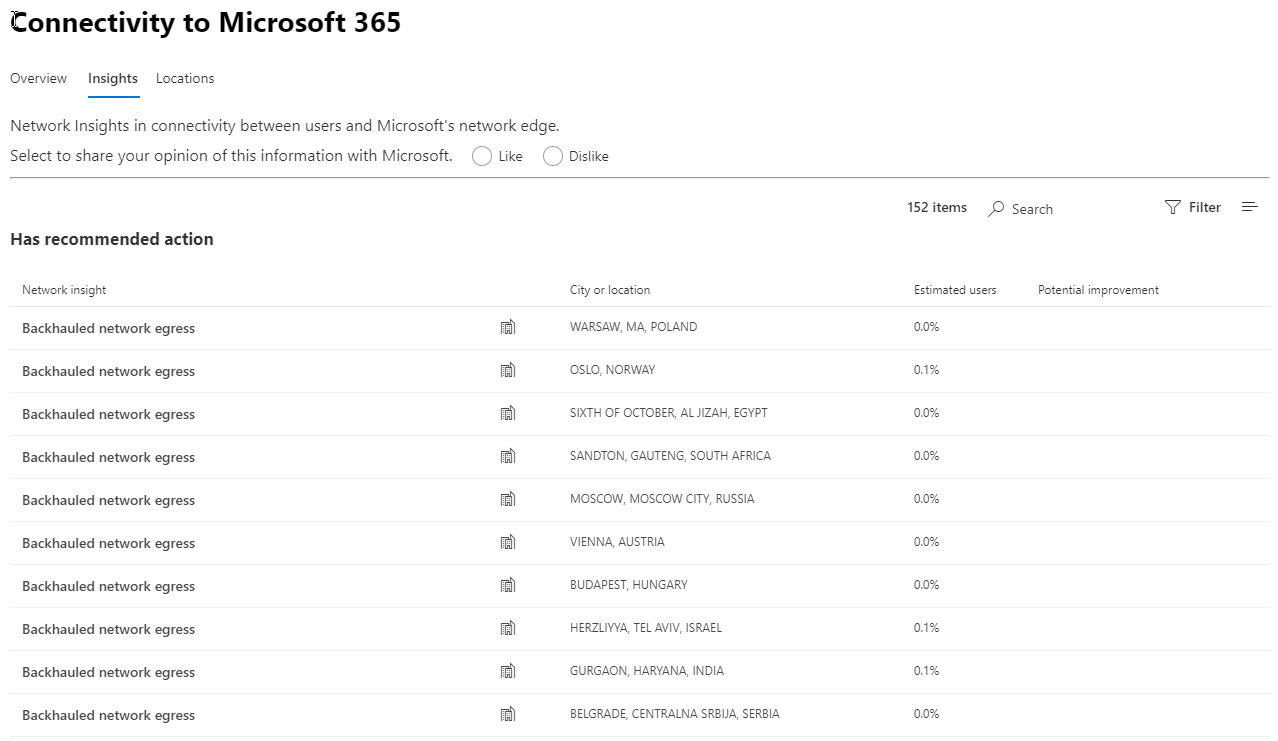 Connectivity to Microsoft 365
Overview Insights Locations
Network Insights in connectivity between users and Microsoft's network edge.
Select to share your opinion of this information with Microsoft. Like Dislike
152 items Search Filter
Has recommended action
Network insight City or location Estimated users Potential improvement
Backhauled network egress WARSAW, MA, POLAND 0.0%
Backhauled network egress OSLO, NORWAY 0.1%
Backhauled network egress SIXTH OF OCTOBER, AL JIZAH, EGYPT 0.0%
Backhauled network egress SANDTON, GAUTENG, SOUTH AFRICA 0.0%
Backhauled network egress MOSCOW, MOSCOW CITY, RUSSIA 0.0%
Backhauled network egress VIENNA, AUSTRIA 0.0%
Backhauled network egress BUDAPEST, HUNGARY 0.0%
Backhauled network egress HERZLIYYA, TEL AVIV, ISRAEL 0.1%
Backhauled network egress GURGAON, HARYANA, INDIA 0.1%
Backhauled network egress BELGRADE, CENTRALNA SRBIJA, SERBIA 0.0%